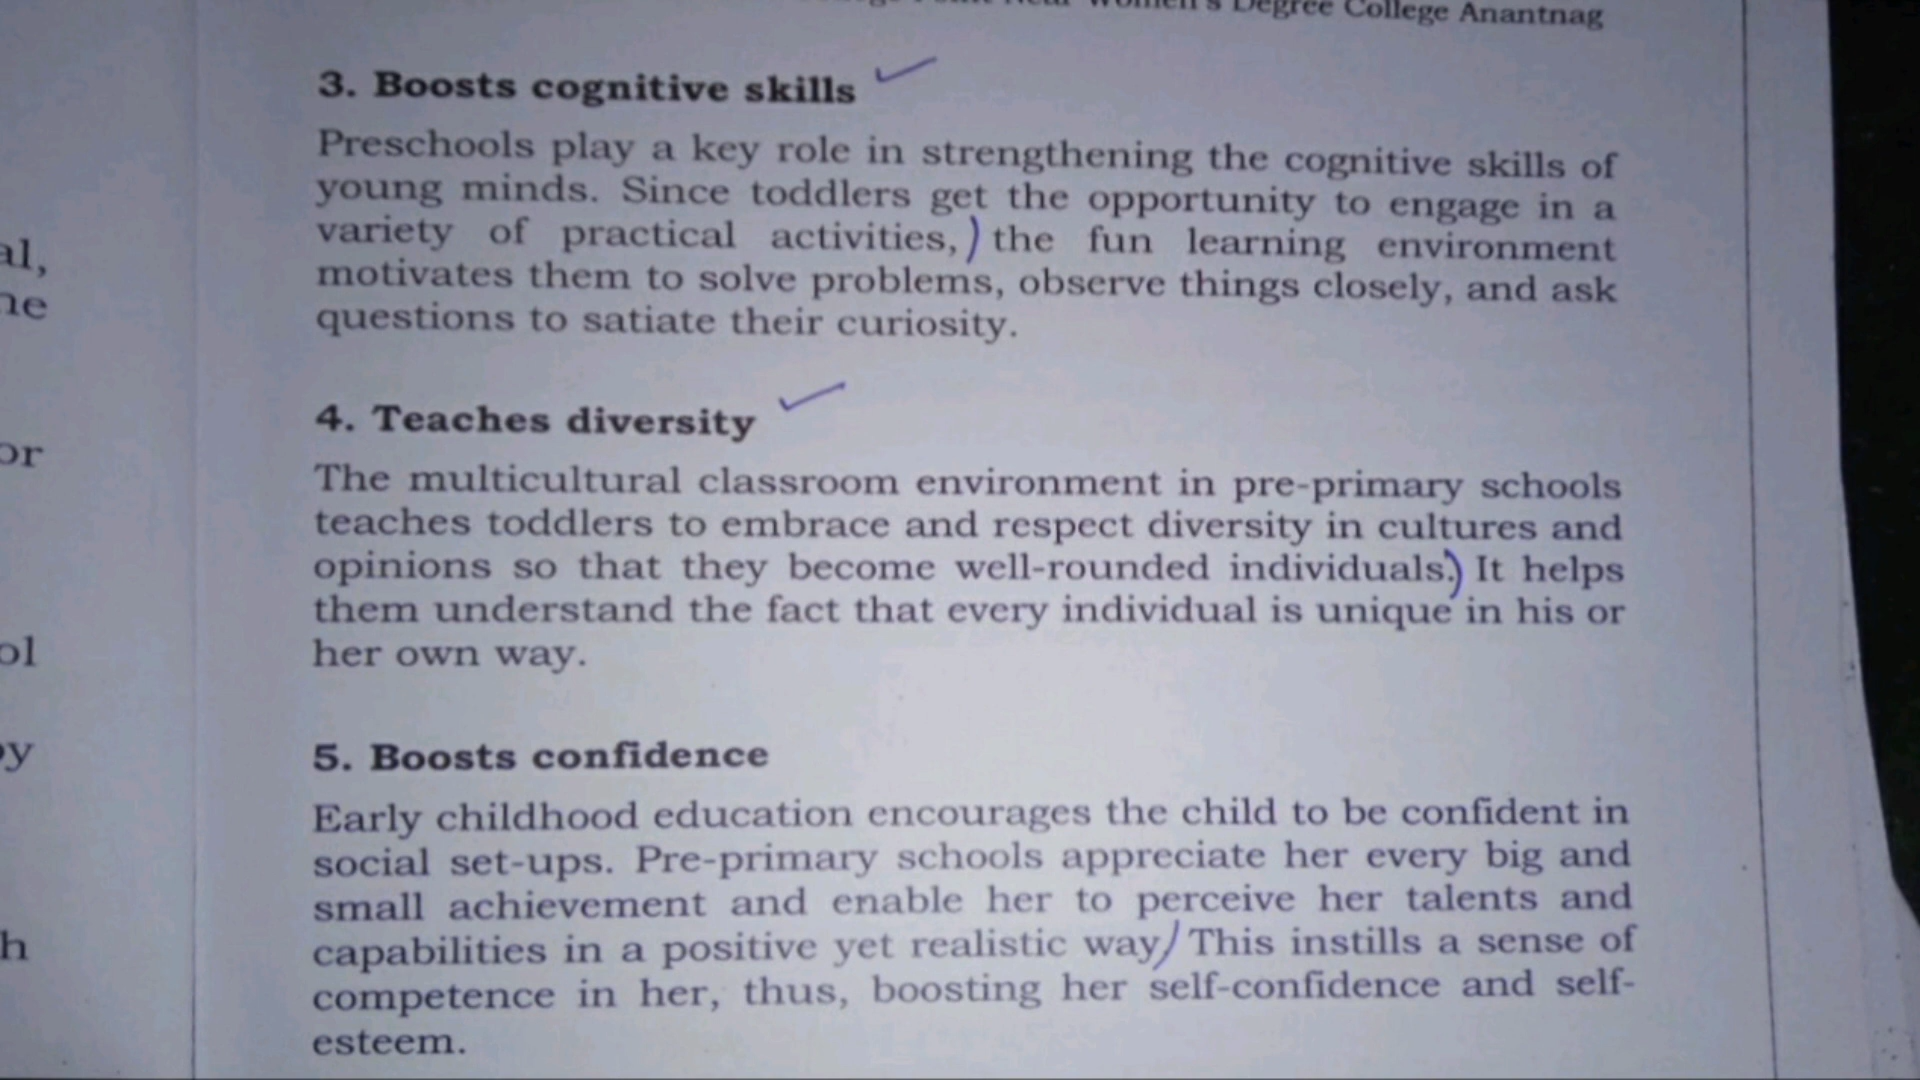 Women's Degree College Anantnag
3. Boosts cognitive skills
Preschools play a key role in strengthening the cognitive skills of
young minds. Since toddlers get the opportunity to engage in a
variety of practical activities, the fun learning environment
motivates them to solve problems, observe things closely, and ask
questions to satiate their curiosity.
4. Teaches diversity
The multicultural classroom environment in pre-primary schools
teaches toddlers to embrace and respect diversity in cultures and
opinions so that they become well-rounded individuals. It helps
them understand the fact that every individual is unique in his or
her own way.
5. Boosts confidence
Early childhood education encourages the child to be confident in
social set-ups. Pre-primary schools appreciate her every big and
small achievement and enable her to perceive her talents and
capabilities in a positive yet realistic way. This instills a sense of
competence in her, thus, boosting her self-confidence and self-
esteem.